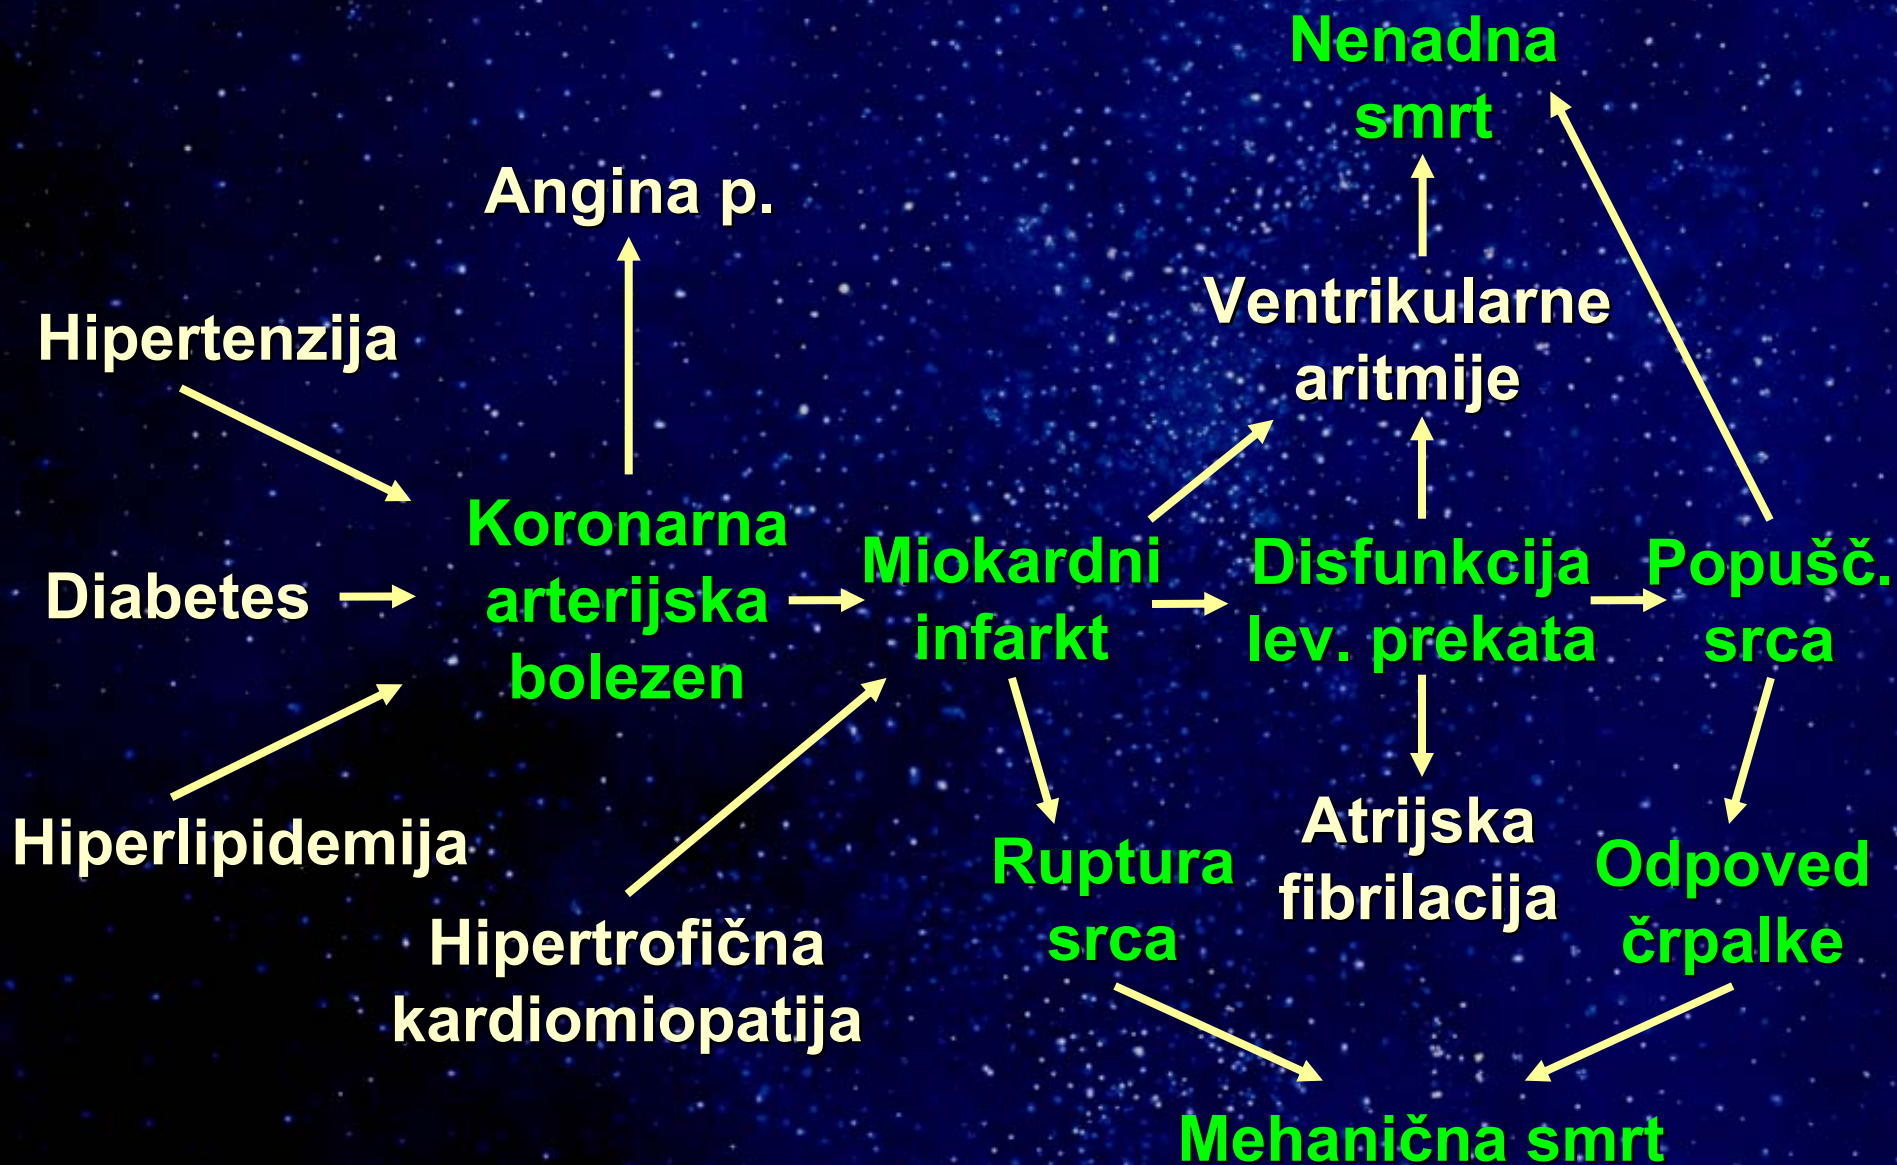 Nenadna
smrt
Angina p.
Ventrikularne
aritmije
Hipertenzija
Koronarna
arterijska
bolezen
Diabetes
Miokardni
infarkt
Disfunkcija
lev. prekata
Popušč.
srca
Hiperlipidemija
Hipertrofična
kardiomiopatija
Ruptura
srca
Atrijska
fibrilacija
Odpoved
črpalke
Mehanična smrt